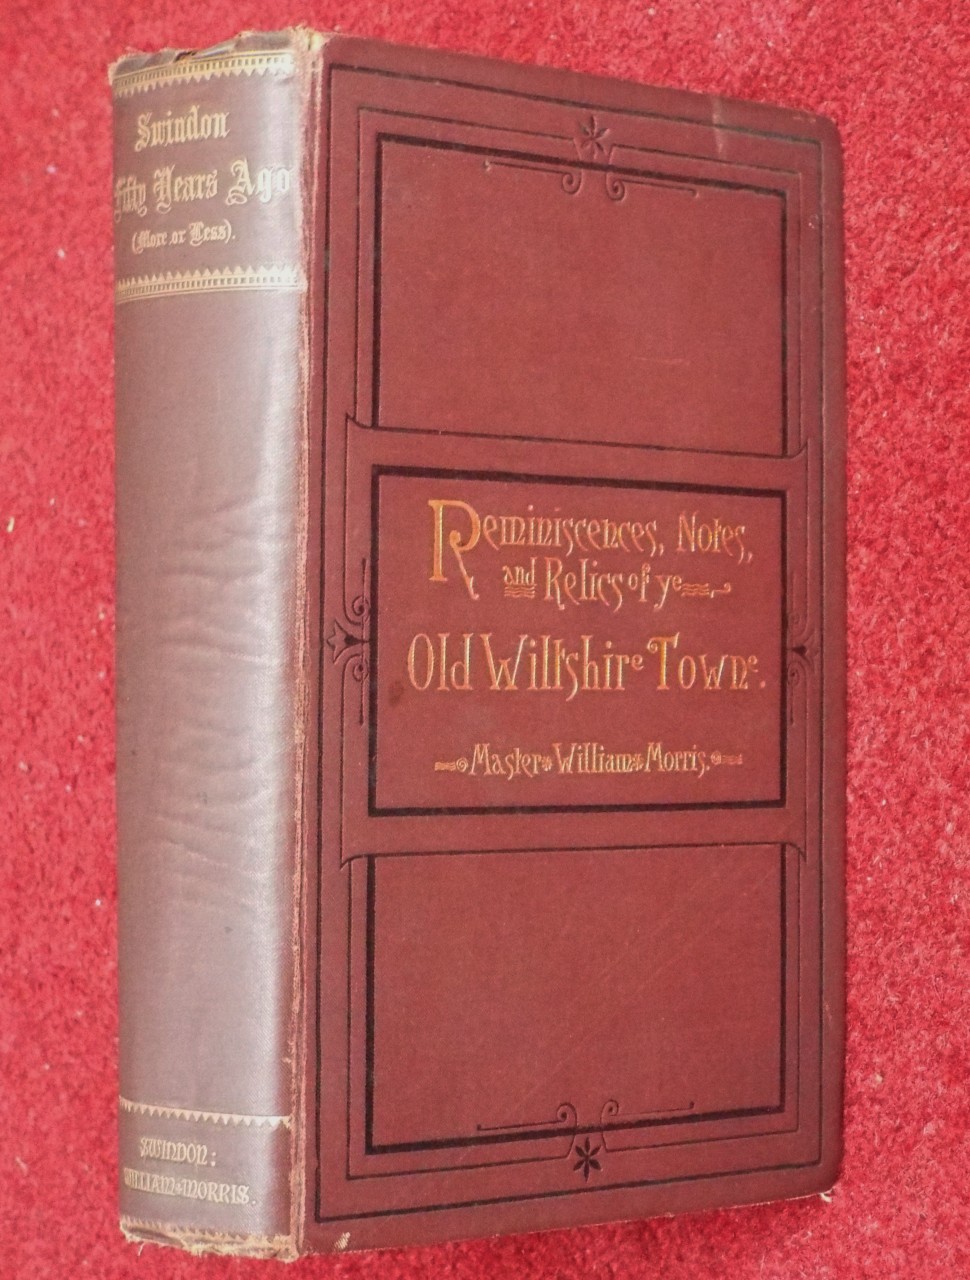 Swindon
Fifty Years Ago
(More or Less).
SWINDON:
WILLIAM MORRIS.
Reminiscences, Notes,
and Relics of ye
Old Wiltshire Towne.
Master William Morris.